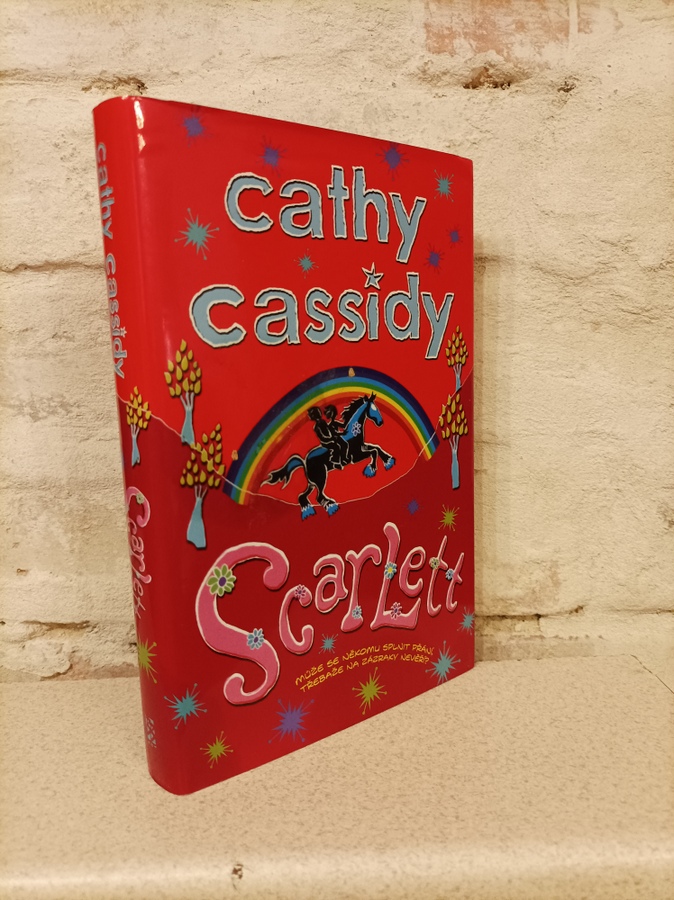 cathy
cassidy
Scarlett
MŮŽE SE NĚKOMU SPLNIT PŘÁNÍ,
TŘEBAŽE NA ZÁZRAKY NEVĚŘÍ?
cathy cassidy
Scarlett